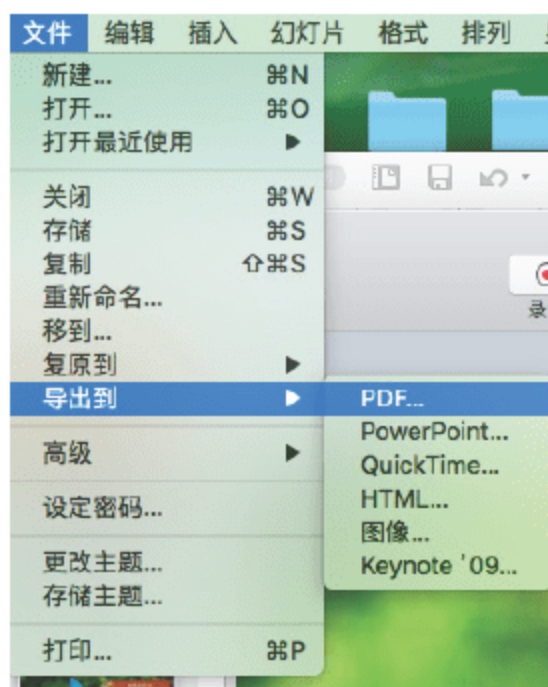 文件 编辑 插入 幻灯片 格式 排列
新建... ⌘N
打开... ⌘O
打开最近使用 ▶
关闭 ⌘W
存储 ⌘S
复制 ⇧⌘S
重新命名...
移到...
复原到 ▶
导出到 ▶
高级 ▶
设定密码...
更改主题...
存储主题...
打印... ⌘P
录
PDF...
PowerPoint...
QuickTime...
HTML...
图像...
Keynote '09...